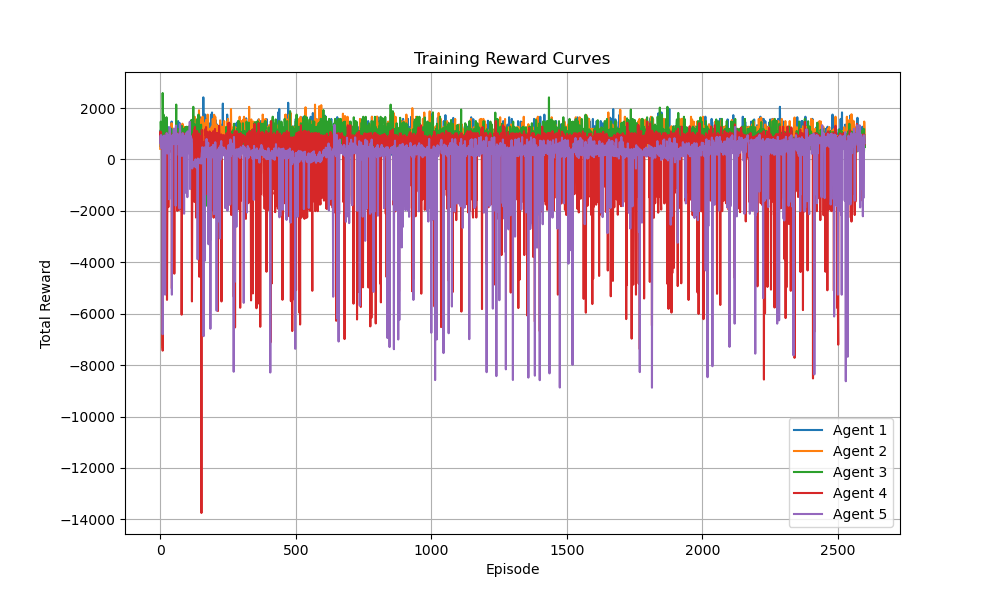 Training Reward Curves
Total Reward
2000
0
−2000
−4000
−6000
−8000
−10000
−12000
−14000
0 500 1000 1500 2000 2500
Episode
Agent 1
Agent 2
Agent 3
Agent 4
Agent 5